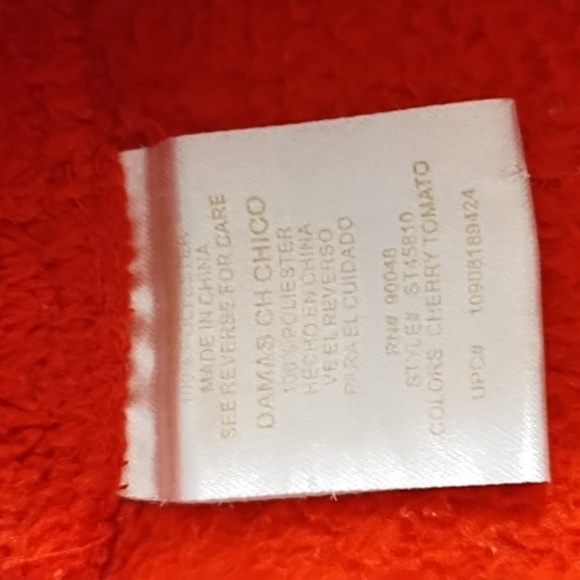 MADE IN CHINA
SEE REVERSE FOR CARE
DAMAS CH CHICO
100% POLIESTER
HECHO EN CHINA
VE EL REVERSO
PARA EL CUIDADO
RN# 90048
STYLE# ST45810
COLORS CHERRY TOMATO
UPC# 10908189424